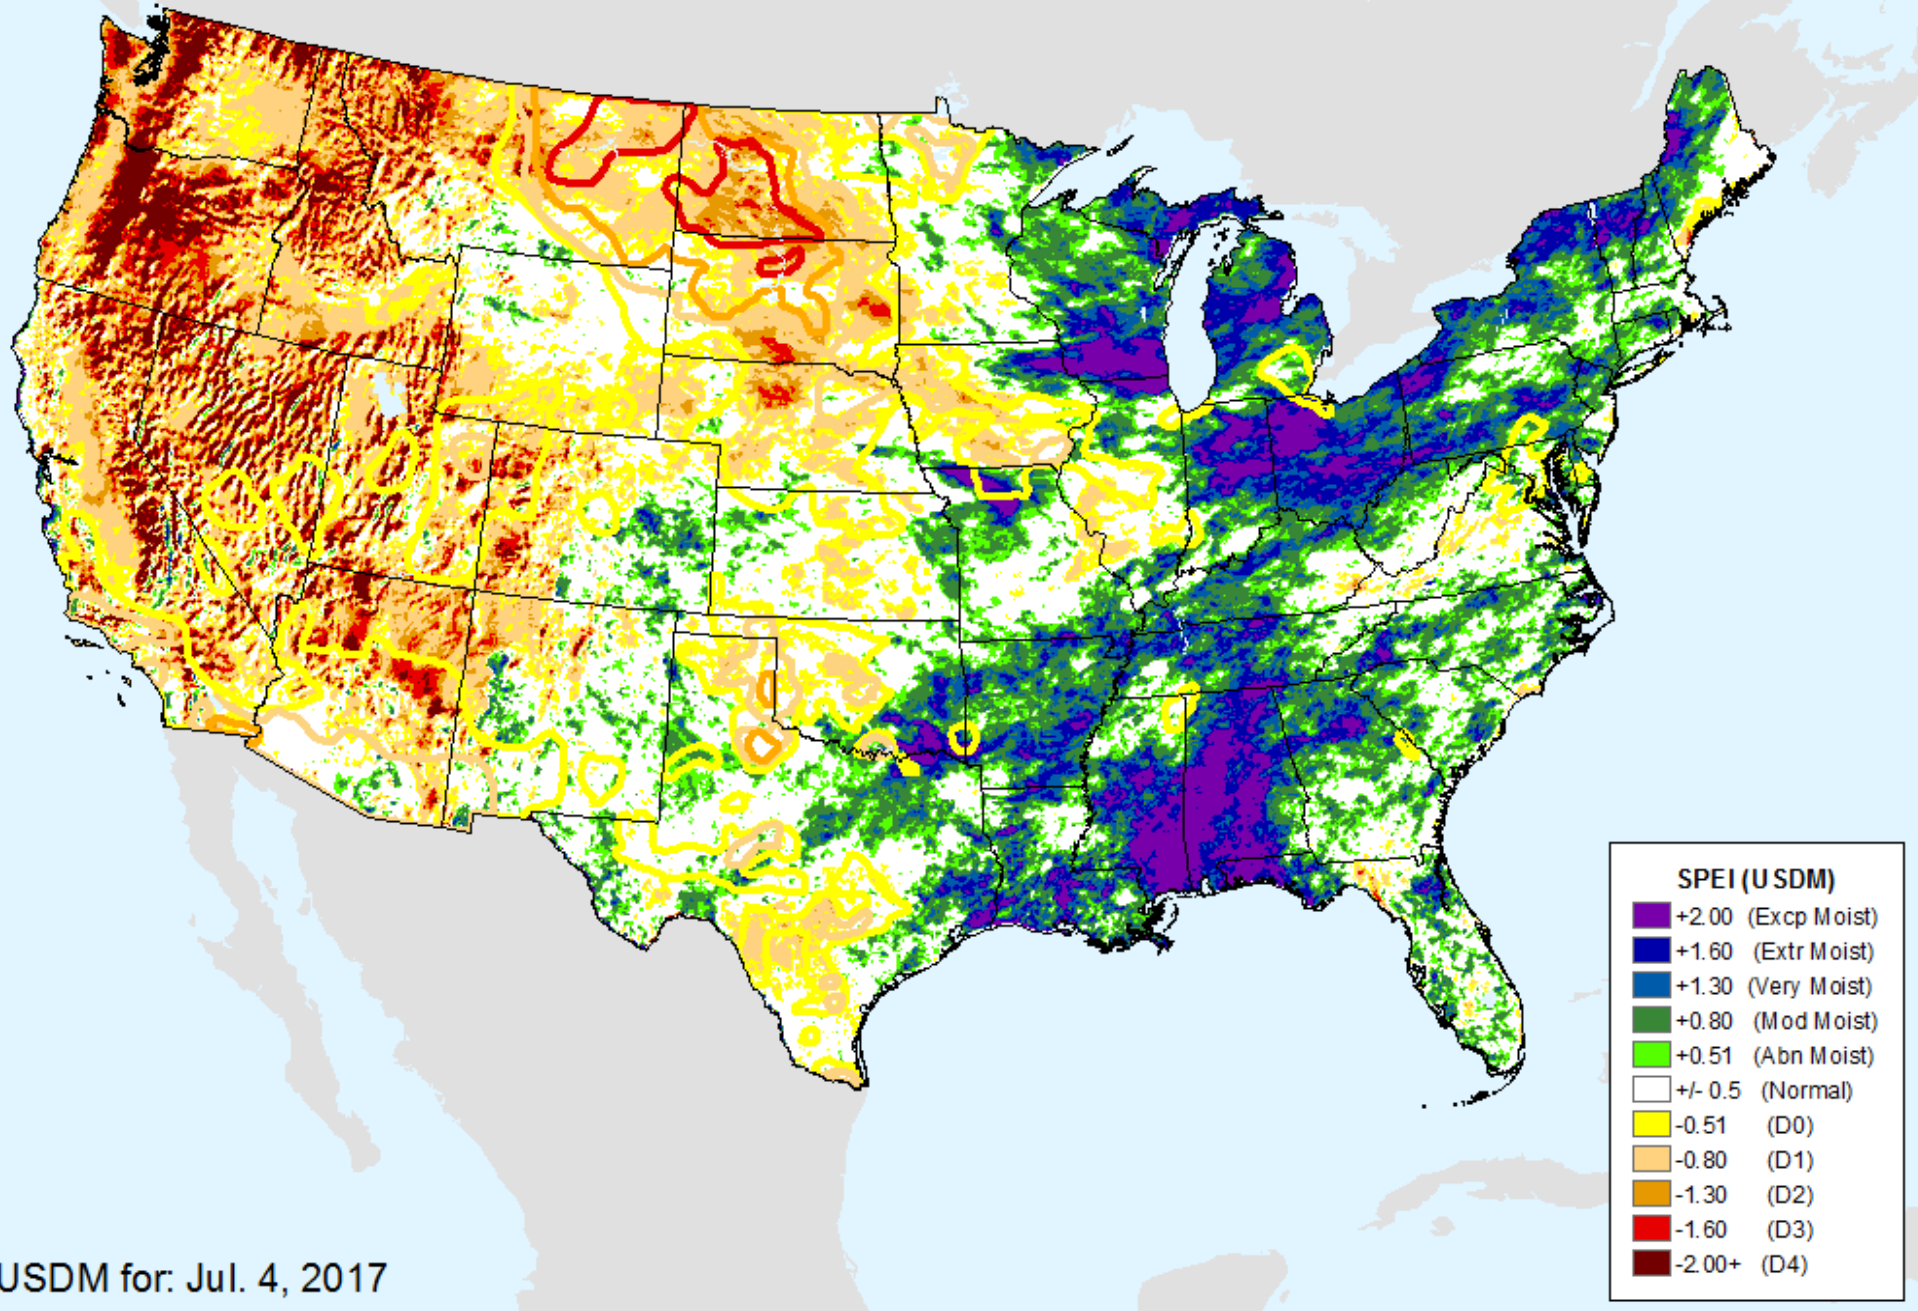 SPEI (USDM)
+2.00 (Excp Moist)
+1.60 (Extr Moist)
+1.30 (Very Moist)
+0.80 (Mod Moist)
+0.51 (Abn Moist)
+/- 0.5 (Normal)
-0.51 (D0)
-0.80 (D1)
-1.30 (D2)
-1.60 (D3)
-2.00+ (D4)
USDM for: Jul. 4, 2017